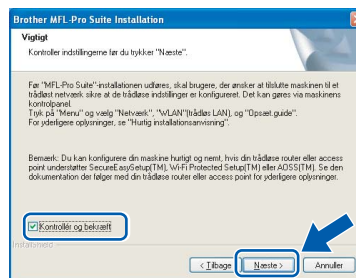 Brother MFL-Pro Suite Installation
Vigtigt
Kontroller indstillingerne før du trykker "Næste".
Før "MFL-Pro Suite"-installationen udføres, skal brugere, der ønsker at tilslutte maskinen til et
trådløst netværk sikre at de trådløse indstillinger er konfigureret. Det kan gøres via maskinens
kontrolpanel.
Tryk på "Menu" og vælg "Netværk", "WLAN"(trådløs LAN), og "Opsæt.guide".
For yderligere oplysninger, se "Hurtig installationsanvisning".
Bemærk: Du kan konfigurere din maskine hurtigt og nemt, hvis din trådløse router eller access
point understøtter SecureEasySetup(TM), Wi-Fi Protected Setup(TM) eller AOSS(TM). Se den
dokumentation der følger med din trådløse router eller access point for yderligere oplysninger.
Kontrollér og bekræft
InstallShield
< Tilbage
Næste >
Annuller